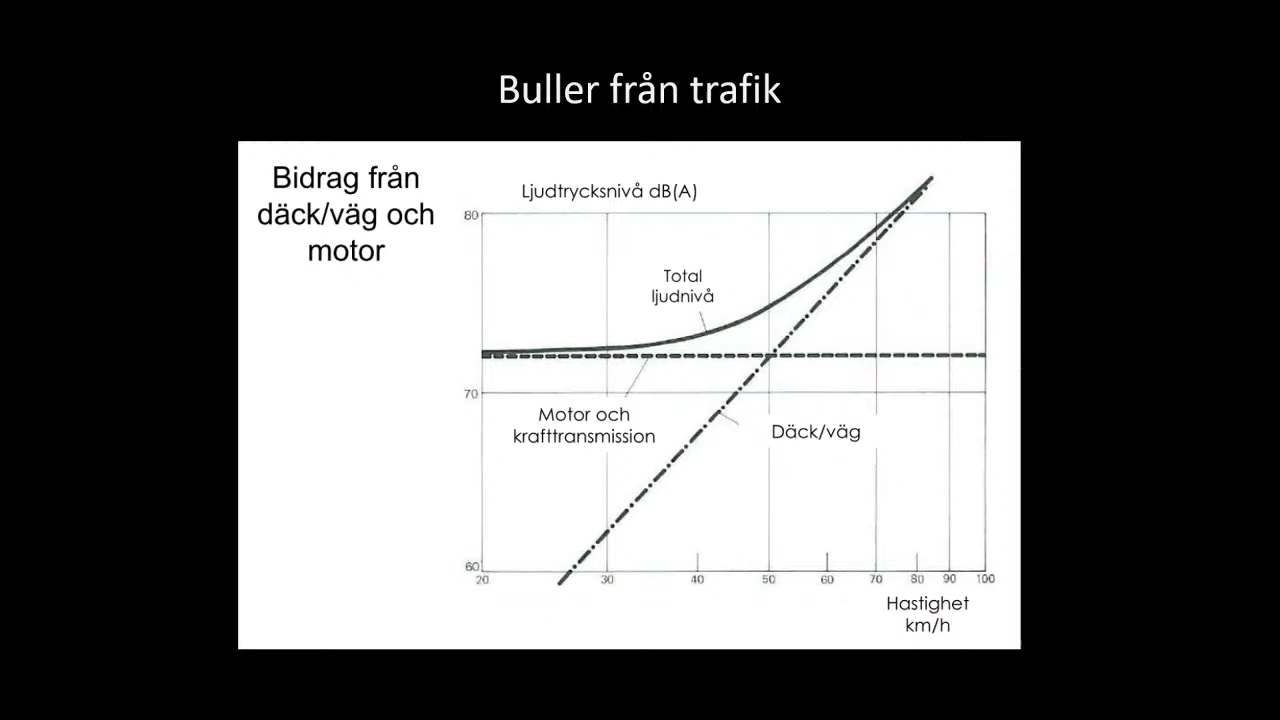 Buller från trafik
Bidrag från
däck/väg och
motor
Ljudtrycksnivå dB(A)
80
Total
ljudnivå
70
Motor och
krafttransmission
Däck/väg
60
20 30 40 50 60 70 80 90 100
Hastighet
km/h